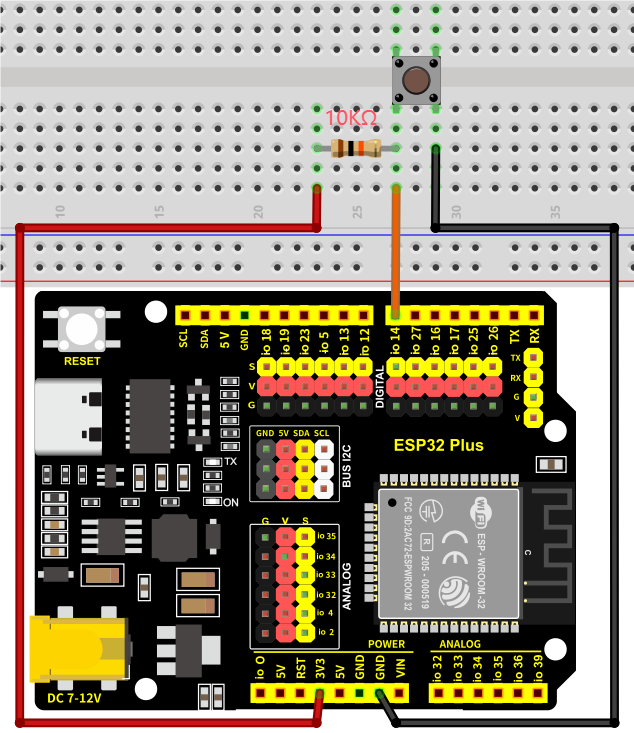 10KΩ
10 15 20 25 30 35
SCL SDA 5V GND io 18 io 19 io 23 io 5 io 13 io 12 io 14 io 27 io 16 io 17 io 25 io 26 TX RX
RESET
S
V
G
DIGITAL
TX
RX
G
V
GND 5V SDA SCL
BUS I2C
ESP32 Plus
TX
ON
G V S
io 35
io 34
io 33
io 32
io 4
io 2
ANALOG
WiFi
ESP - WROOM-32
CE
R 205 - 000519
FCC 9D:2AC72-ESPWROOM 32
C
DC 7-12V
POWER
ANALOG
io 0 5V RST 3V3 5V GND GND VIN io 32 io 33 io 34 io 35 io 36 io 39